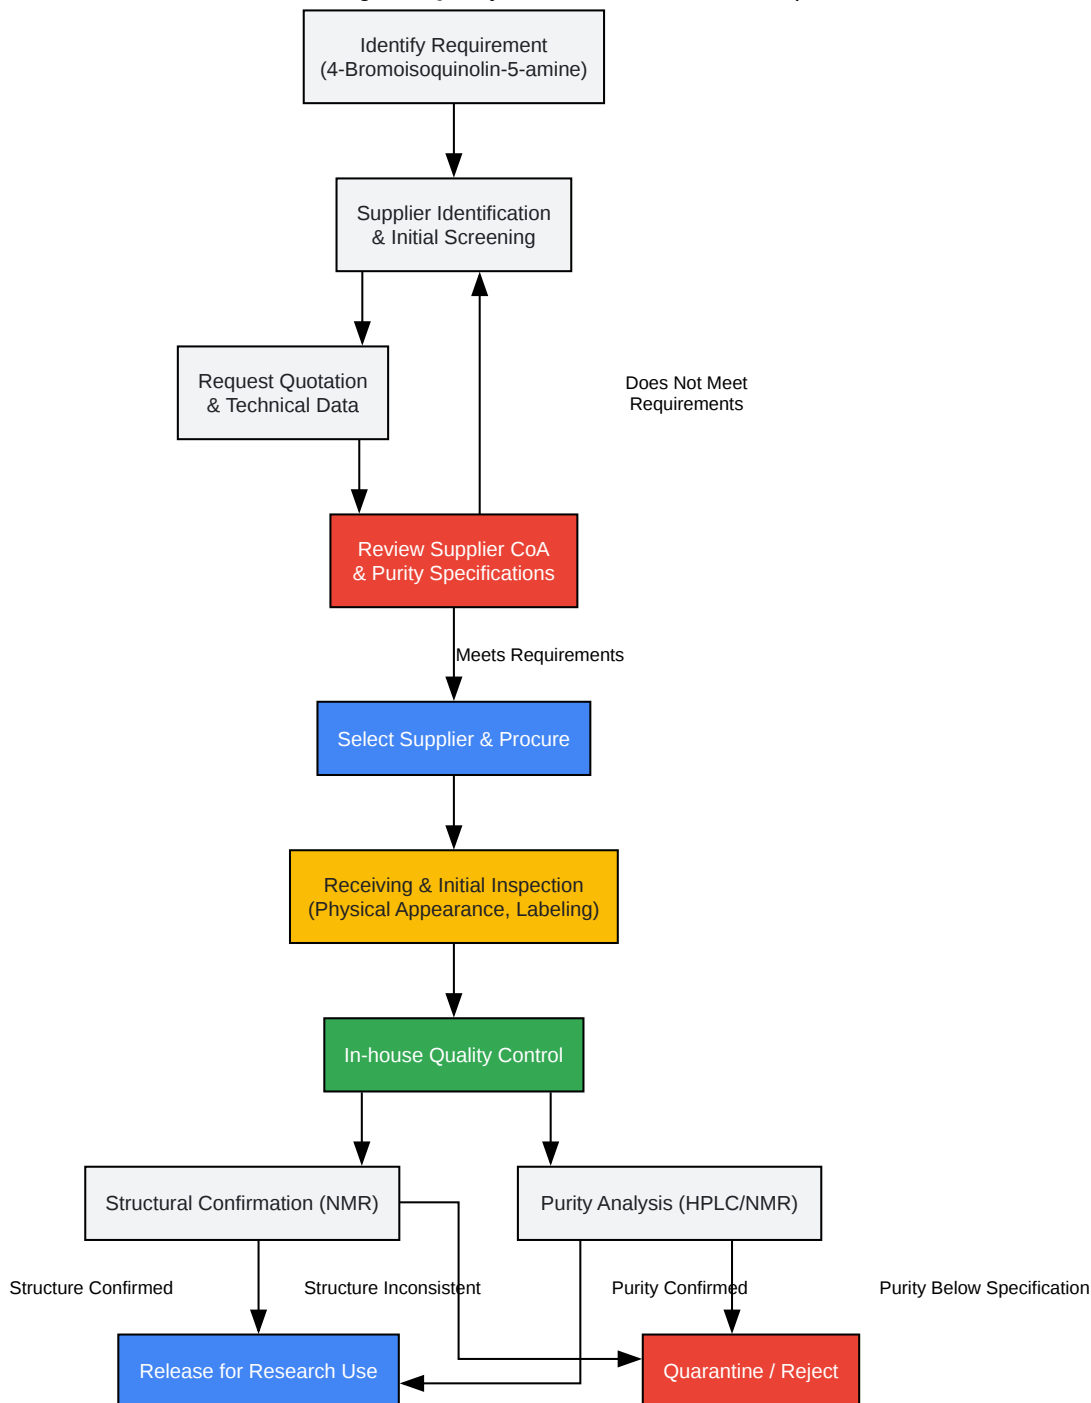 Identify Requirement
(4-Bromoisoquinolin-5-amine)
Supplier Identification
& Initial Screening
Request Quotation
& Technical Data
Does Not Meet
Requirements
Review Supplier CoA
& Purity Specifications
Meets Requirements
Select Supplier & Procure
Receiving & Initial Inspection
(Physical Appearance, Labeling)
In-house Quality Control
Structural Confirmation (NMR)
Purity Analysis (HPLC/NMR)
Structure Confirmed
Structure Inconsistent
Purity Confirmed
Purity Below Specification
Release for Research Use
Quarantine / Reject